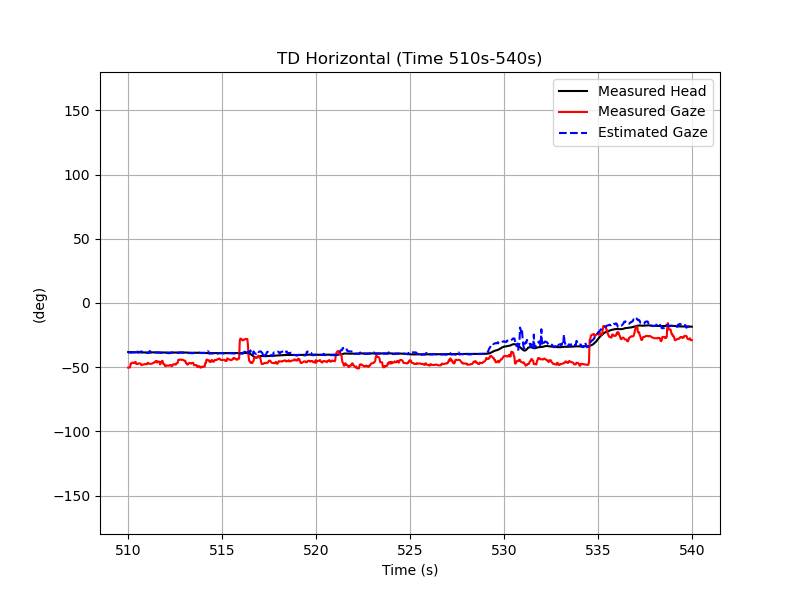 TD Horizontal (Time 510s-540s)
Measured Head
Measured Gaze
Estimated Gaze
150
100
50
0
−50
−100
−150
(deg)
510
515
520
525
530
535
540
Time (s)